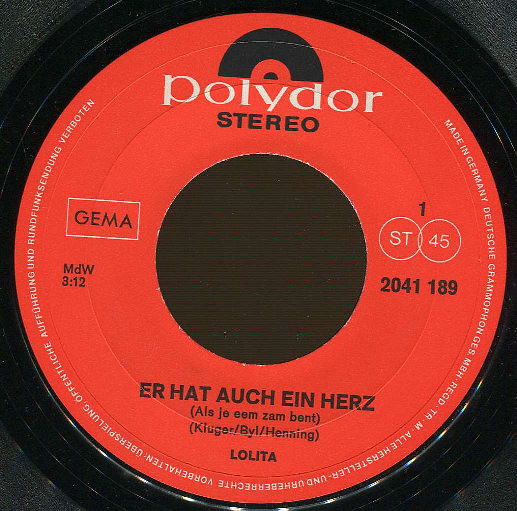 polydor
STEREO
GEMA
1
ST 45
MdW
3:12
2041 189
ER HAT AUCH EIN HERZ
(Als je eem zam bent)
(Kluger/Byl/Henning)
LOLITA
MADE IN GERMANY DEUTSCHE GRAMMOPHON GES. MBH · REGD. TR. M. ALLE HERSTELLER- UND URHEBERRECHTE VORBEHALTEN · ÜBERSPIELUNG, ÖFFENTLICHE AUFFÜHRUNG UND RUNDFUNKSENDUNG VERBOTEN